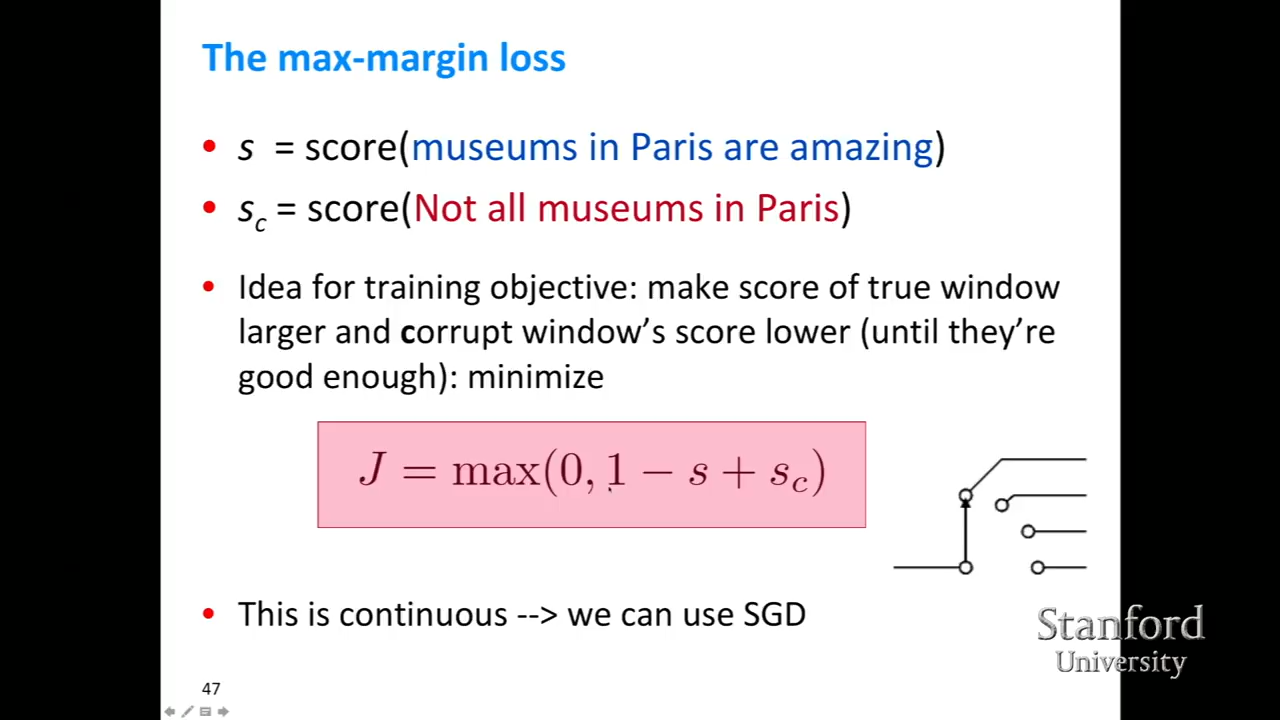 The max-margin loss
• s = score(museums in Paris are amazing)
• s_c = score(Not all museums in Paris)
• Idea for training objective: make score of true window
larger and corrupt window’s score lower (until they’re
good enough): minimize
J = max(0, 1 − s + s_c)
• This is continuous --> we can use SGD
Stanford
University
47